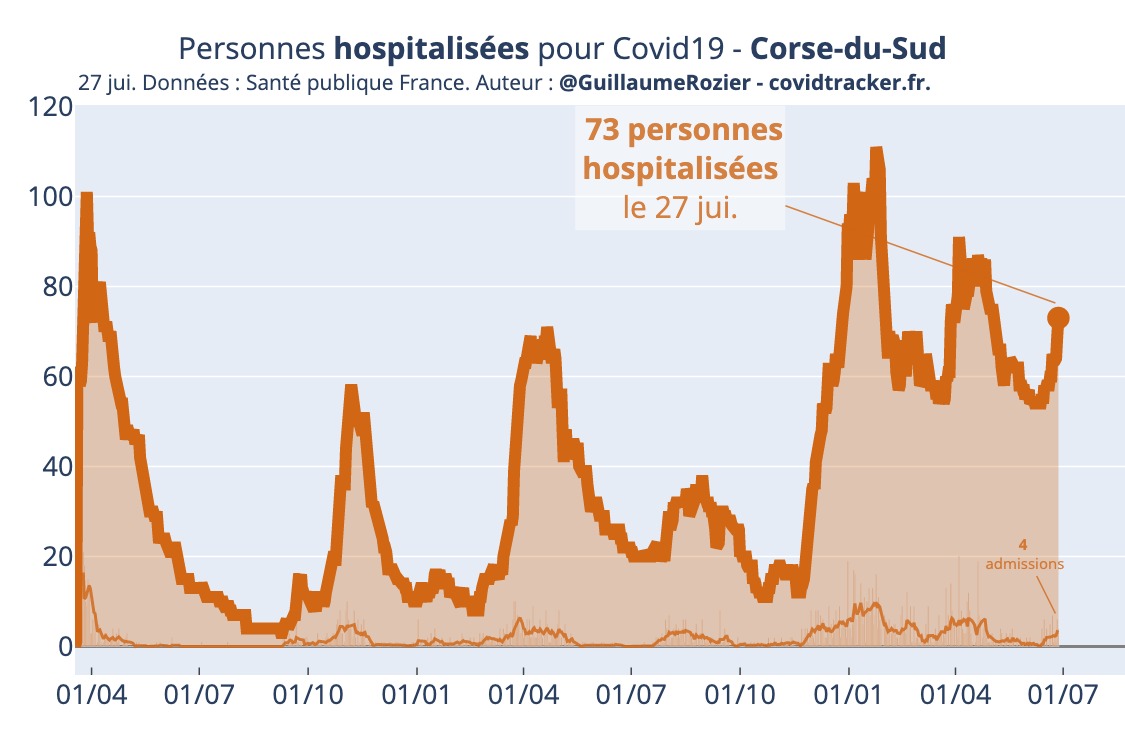 Personnes hospitalisées pour Covid19 - Corse-du-Sud
27 jui. Données : Santé publique France. Auteur : @GuillaumeRozier - covidtracker.fr.
120
73 personnes
hospitalisées
le 27 jui.
100
80
60
40
20
4
admissions
0
01/04 01/07 01/10 01/01 01/04 01/07 01/10 01/01 01/04 01/07